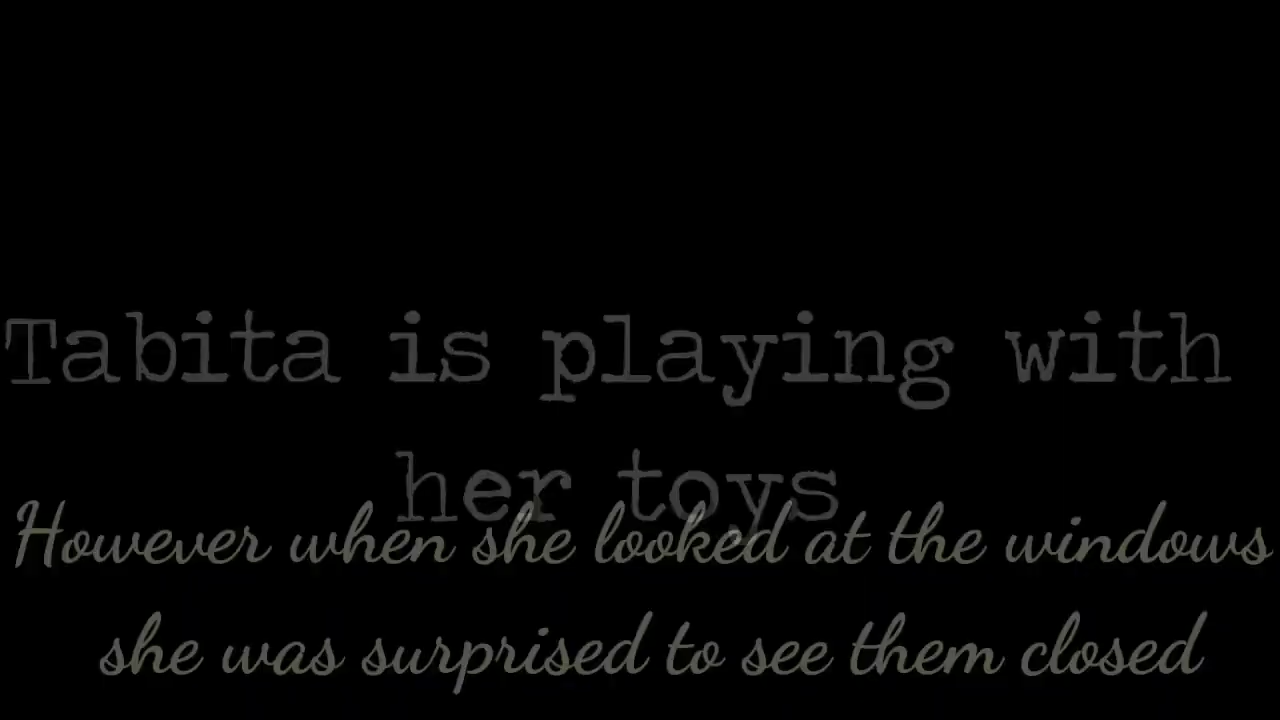 Tabita is playing with
her toys
However when she looked at the windows
she was surprised to see them closed